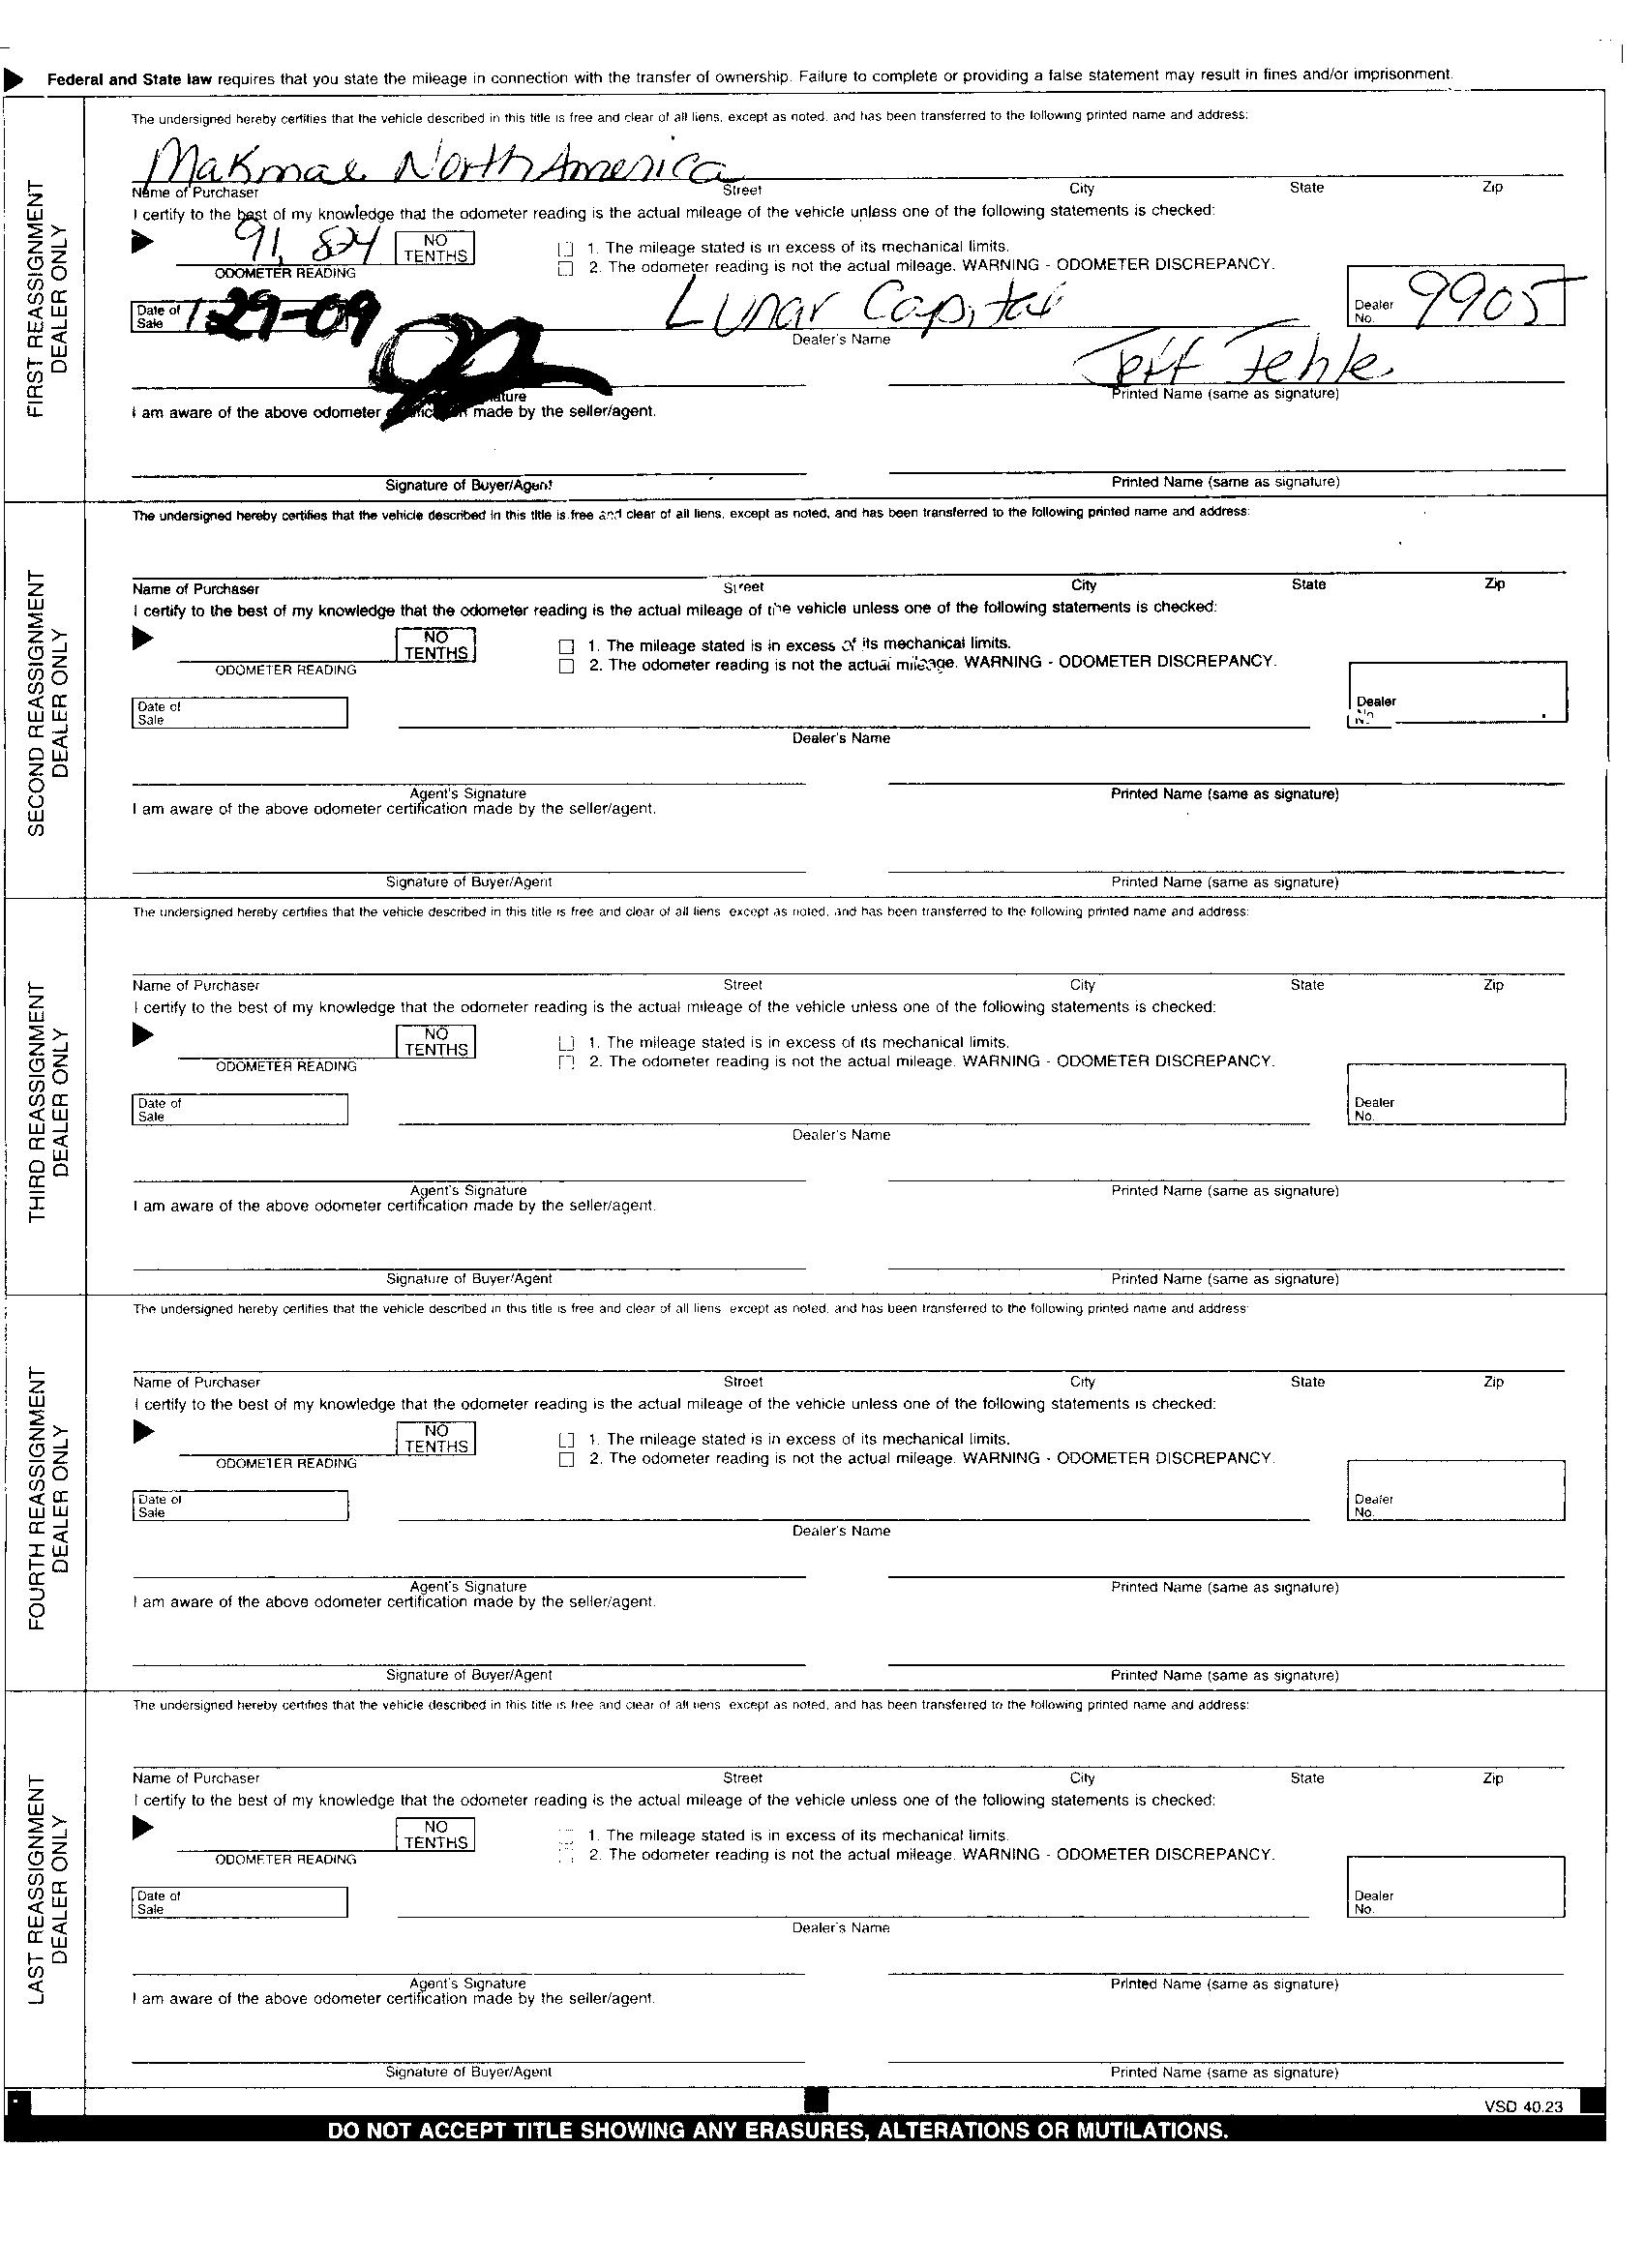 Federal and State law requires that you state the mileage in connection with the transfer of ownership. Failure to complete or providing a false statement may result in fines and/or imprisonment.
FIRST REASSIGNMENT
DEALER ONLY
The undersigned hereby certifies that the vehicle described in this title is free and clear of all liens, except as noted, and has been transferred to the following printed name and address:
North America
Name of Purchaser Street City State Zip
I certify to the best of my knowledge that the odometer reading is the actual mileage of the vehicle unless one of the following statements is checked:
91,824 NO TENTHS
ODOMETER READING
1. The mileage stated is in excess of its mechanical limits.
2. The odometer reading is not the actual mileage. WARNING - ODOMETER DISCREPANCY.
Date of Sale 1-29-09 Lunar Capital Dealer No. 9905
Dealer's Name
Printed Name (same as signature)
I am aware of the above odometer made by the seller/agent.
Signature of Buyer/Agent Printed Name (same as signature)
SECOND REASSIGNMENT
DEALER ONLY
The undersigned hereby certifies that the vehicle described in this title is free and clear of all liens, except as noted, and has been transferred to the following printed name and address:
Name of Purchaser Street City State Zip
I certify to the best of my knowledge that the odometer reading is the actual mileage of the vehicle unless one of the following statements is checked:
NO TENTHS
ODOMETER READING
1. The mileage stated is in excess of its mechanical limits.
2. The odometer reading is not the actual mileage. WARNING - ODOMETER DISCREPANCY.
Date of Sale Dealer No.
Dealer's Name
Agent's Signature Printed Name (same as signature)
I am aware of the above odometer certification made by the seller/agent.
Signature of Buyer/Agent Printed Name (same as signature)
THIRD REASSIGNMENT
DEALER ONLY
The undersigned hereby certifies that the vehicle described in this title is free and clear of all liens except as noted, and has been transferred to the following printed name and address:
Name of Purchaser Street City State Zip
I certify to the best of my knowledge that the odometer reading is the actual mileage of the vehicle unless one of the following statements is checked:
NO TENTHS
ODOMETER READING
1. The mileage stated is in excess of its mechanical limits.
2. The odometer reading is not the actual mileage. WARNING - ODOMETER DISCREPANCY.
Date of Sale Dealer No.
Dealer's Name
Agent's Signature Printed Name (same as signature)
I am aware of the above odometer certification made by the seller/agent.
Signature of Buyer/Agent Printed Name (same as signature)
FOURTH REASSIGNMENT
DEALER ONLY
The undersigned hereby certifies that the vehicle described in this title is free and clear of all liens except as noted, and has been transferred to the following printed name and address:
Name of Purchaser Street City State Zip
I certify to the best of my knowledge that the odometer reading is the actual mileage of the vehicle unless one of the following statements is checked:
NO TENTHS
ODOMETER READING
1. The mileage stated is in excess of its mechanical limits.
2. The odometer reading is not the actual mileage. WARNING - ODOMETER DISCREPANCY.
Date of Sale Dealer No.
Dealer's Name
Agent's Signature Printed Name (same as signature)
I am aware of the above odometer certification made by the seller/agent.
Signature of Buyer/Agent Printed Name (same as signature)
LAST REASSIGNMENT
DEALER ONLY
The undersigned hereby certifies that the vehicle described in this title is free and clear of all liens except as noted, and has been transferred to the following printed name and address:
Name of Purchaser Street City State Zip
I certify to the best of my knowledge that the odometer reading is the actual mileage of the vehicle unless one of the following statements is checked:
NO TENTHS
ODOMETER READING
1. The mileage stated is in excess of its mechanical limits.
2. The odometer reading is not the actual mileage. WARNING - ODOMETER DISCREPANCY.
Date of Sale Dealer No.
Dealer's Name
Agent's Signature Printed Name (same as signature)
I am aware of the above odometer certification made by the seller/agent.
Signature of Buyer/Agent Printed Name (same as signature)
VSD 40.23
DO NOT ACCEPT TITLE SHOWING ANY ERASURES, ALTERATIONS OR MUTILATIONS.